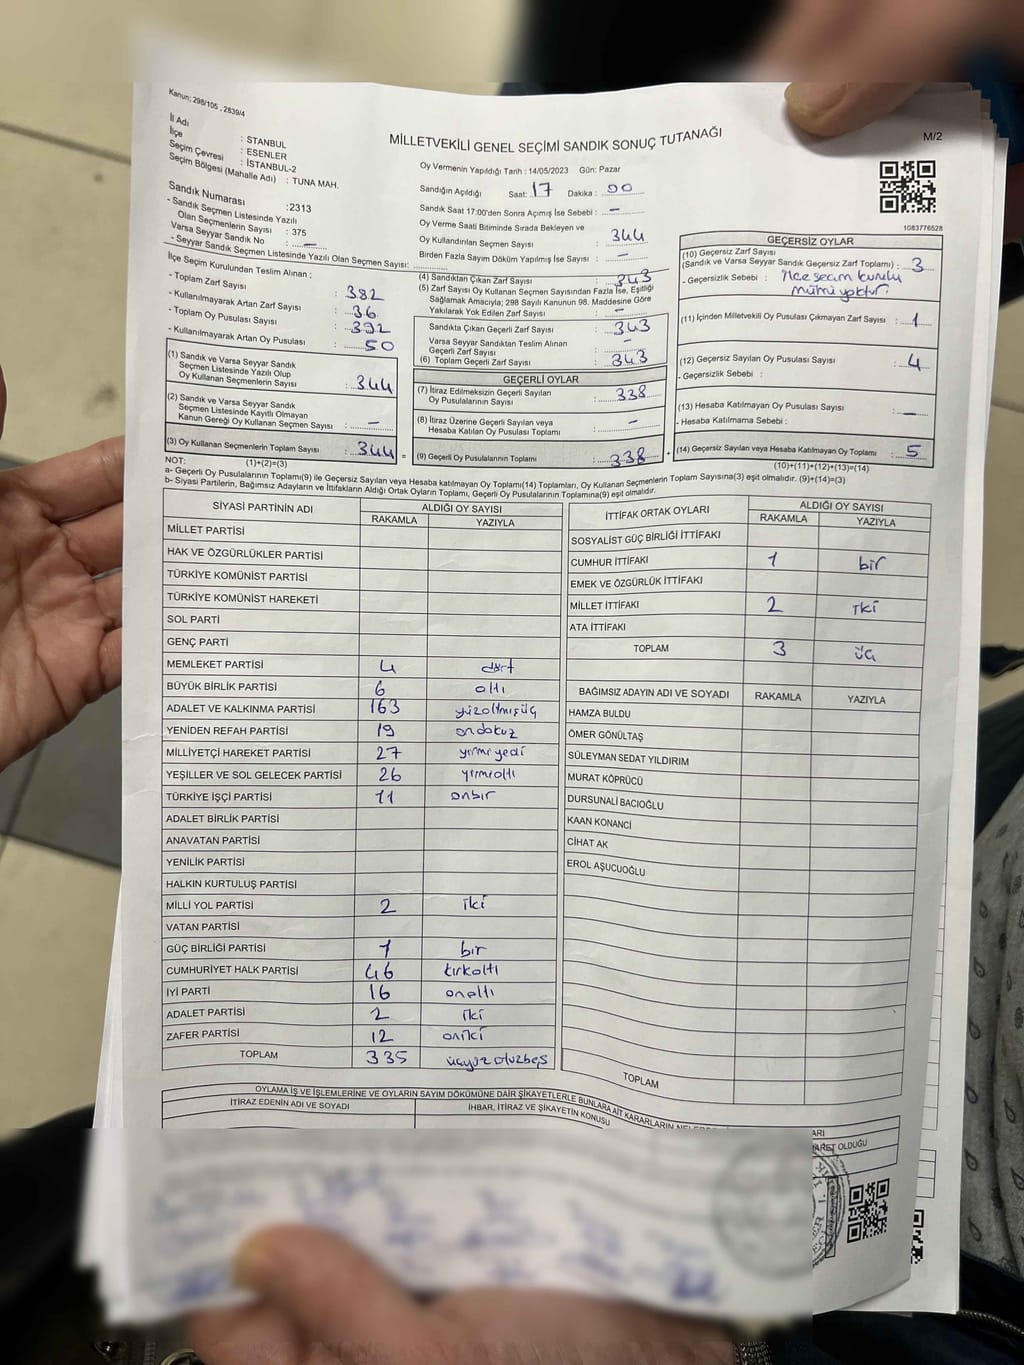 Kanun; 298/105 , 2839/4
İl Adı : STANBUL
İlçe : ESENLER
Seçim Çevresi : İSTANBUL-2
Seçim Bölgesi (Mahalle Adı) : TUNA MAH.
MİLLETVEKİLİ GENEL SEÇİMİ SANDIK SONUÇ TUTANAĞI
M/2
Oy Vermenin Yapıldığı Tarih : 14/05/2023 Gün: Pazar
Sandığın Açıldığı Saat: 17 Dakika : 00
Sandık Saat 17.00'den Sonra Açımış İse Sebebi : –
Oy Verme Saati Bitiminde Sırada Bekleyen ve
Oy Kullandırılan Seçmen Sayısı : 344
Birden Fazla Sayım Döküm Yapılmış İse Sayısı : –
1083776528
Sandık Numarası :2313
- Sandık Seçmen Listesinde Yazılı
Olan Seçmenlerin Sayısı : 375
Varsa Seyyar Sandık No : –
- Seyyar Sandık Seçmen Listesinde Yazılı Olan Seçmen Sayısı:
İlçe Seçim Kurulundan Teslim Alınan ;
- Toplam Zarf Sayısı : 382
- Kullanılmayarak Artan Zarf Sayısı : 36
- Toplam Oy Pusulası Sayısı : 392
- Kullanılmayarak Artan Oy Pusulası : 50
(1) Sandık ve Varsa Seyyar Sandık
Seçmen Listesinde Yazılı Olup
Oy Kullanan Seçmenlerin Sayısı : 344
(2) Sandık ve Varsa Seyyar Sandık
Seçmen Listesinde Kayıtlı Olmayan
Kanun Gereği Oy Kullanan Seçmen Sayısı : –
(3) Oy Kullanan Seçmenlerin Toplam Sayısı : 344 =
(1)+(2)=(3)
(4) Sandıktan Çıkan Zarf Sayısı : 343
(5) Zarf Sayısı Oy Kullanan Seçmen Sayısından Fazla İse, Eşitliği
Sağlamak Amacıyla; 298 Sayılı Kanunun 98. Maddesine Göre
Yakılarak Yok Edilen Zarf Sayısı : –
Sandıkta Çıkan Geçerli Zarf Sayısı : 343
Varsa Seyyar Sandıktan Teslim Alınan
Geçerli Zarf Sayısı : –
(6) Toplam Geçerli Zarf Sayısı : 343
GEÇERLİ OYLAR
(7) İtiraz Edilmeksizin Geçerli Sayılan
Oy Pusulalarının Sayısı : 338
(8) İtiraz Üzerine Geçerli Sayılan veya
Hesaba Katılan Oy Pusulası Toplamı : –
(9) Geçerli Oy Pusulalarının Toplamı : 338 +
GEÇERSİZ OYLAR
(10) Geçersiz Zarf Sayısı
(Sandık ve Varsa Seyyar Sandık Geçersiz Zarf Toplamı) : 3
- Geçersizlik Sebebi : İlçe seçim kurulu
mührü yoktur.
(11) İçinden Milletvekili Oy Pusulası Çıkmayan Zarf Sayısı : 1
(12) Geçersiz Sayılan Oy Pusulası Sayısı : 4
- Geçersizlik Sebebi :
(13) Hesaba Katılmayan Oy Pusulası Sayısı : –
- Hesaba Katılmama Sebebi :
(14) Geçersiz Sayılan veya Hesaba Katılmayan Oy Toplamı : 5
(10)+(11)+(12)+(13)=(14)
NOT:
a- Geçerli Oy Pusulalarının Toplamı(9) ile Geçersiz Sayılan veya Hesaba katılmayan Oy Toplamı(14) Toplamları, Oy Kullanan Seçmenlerin Toplam Sayısına(3) eşit olmalıdır. (9)+(14)=(3)
b- Siyasi Partilerin, Bağımsız Adayların ve İttifakların Aldığı Ortak Oyların Toplamı, Geçerli Oy Pusulalarının Toplamına(9) eşit olmalıdır.
SİYASİ PARTİNİN ADI ALDIĞI OY SAYISI
RAKAMLA YAZIYLA
MİLLET PARTİSİ
HAK VE ÖZGÜRLÜKLER PARTİSİ
TÜRKİYE KOMÜNİST PARTİSİ
TÜRKİYE KOMÜNİST HAREKETİ
SOL PARTİ
GENÇ PARTİ
MEMLEKET PARTİSİ 4 dört
BÜYÜK BİRLİK PARTİSİ 6 altı
ADALET VE KALKINMA PARTİSİ 163 yüzaltmışüç
YENİDEN REFAH PARTİSİ 19 ondokuz
MİLLİYETÇİ HAREKET PARTİSİ 27 yirmiyedi
YEŞİLLER VE SOL GELECEK PARTİSİ 26 yirmialtı
TÜRKİYE İŞÇİ PARTİSİ 11 onbir
ADALET BİRLİK PARTİSİ
ANAVATAN PARTİSİ
YENİLİK PARTİSİ
HALKIN KURTULUŞ PARTİSİ
MİLLİ YOL PARTİSİ 2 iki
VATAN PARTİSİ
GÜÇ BİRLİĞİ PARTİSİ 1 bir
CUMHURİYET HALK PARTİSİ 46 kırkaltı
İYİ PARTİ 16 onaltı
ADALET PARTİSİ 2 iki
ZAFER PARTİSİ 12 oniki
TOPLAM 335 üçyüzotuzbeş
İTTİFAK ORTAK OYLARI ALDIĞI OY SAYISI
RAKAMLA YAZIYLA
SOSYALİST GÜÇ BİRLİĞİ İTTİFAKI
CUMHUR İTTİFAKI 1 bir
EMEK VE ÖZGÜRLÜK İTTİFAKI
MİLLET İTTİFAKI 2 iki
ATA İTTİFAKI
TOPLAM 3 üç
BAĞIMSIZ ADAYIN ADI VE SOYADI RAKAMLA YAZIYLA
HAMZA BULDU
ÖMER GÖNÜLTAŞ
SÜLEYMAN SEDAT YILDIRIM
MURAT KÖPRÜCÜ
DURSUNALİ BACIOĞLU
KAAN KONANCİ
CİHAT AK
EROL AŞUCUOĞLU
TOPLAM
OYLAMA İŞ VE İŞLEMLERİNE VE OYLARIN SAYIM DÖKÜMÜNE DAİR ŞİKAYETLERLE BUNLARA AİT KARARLARIN
İTİRAZ EDENİN ADI VE SOYADI İHBAR, İTİRAZ VE ŞİKAYETİN KONUSU
OLDUĞU